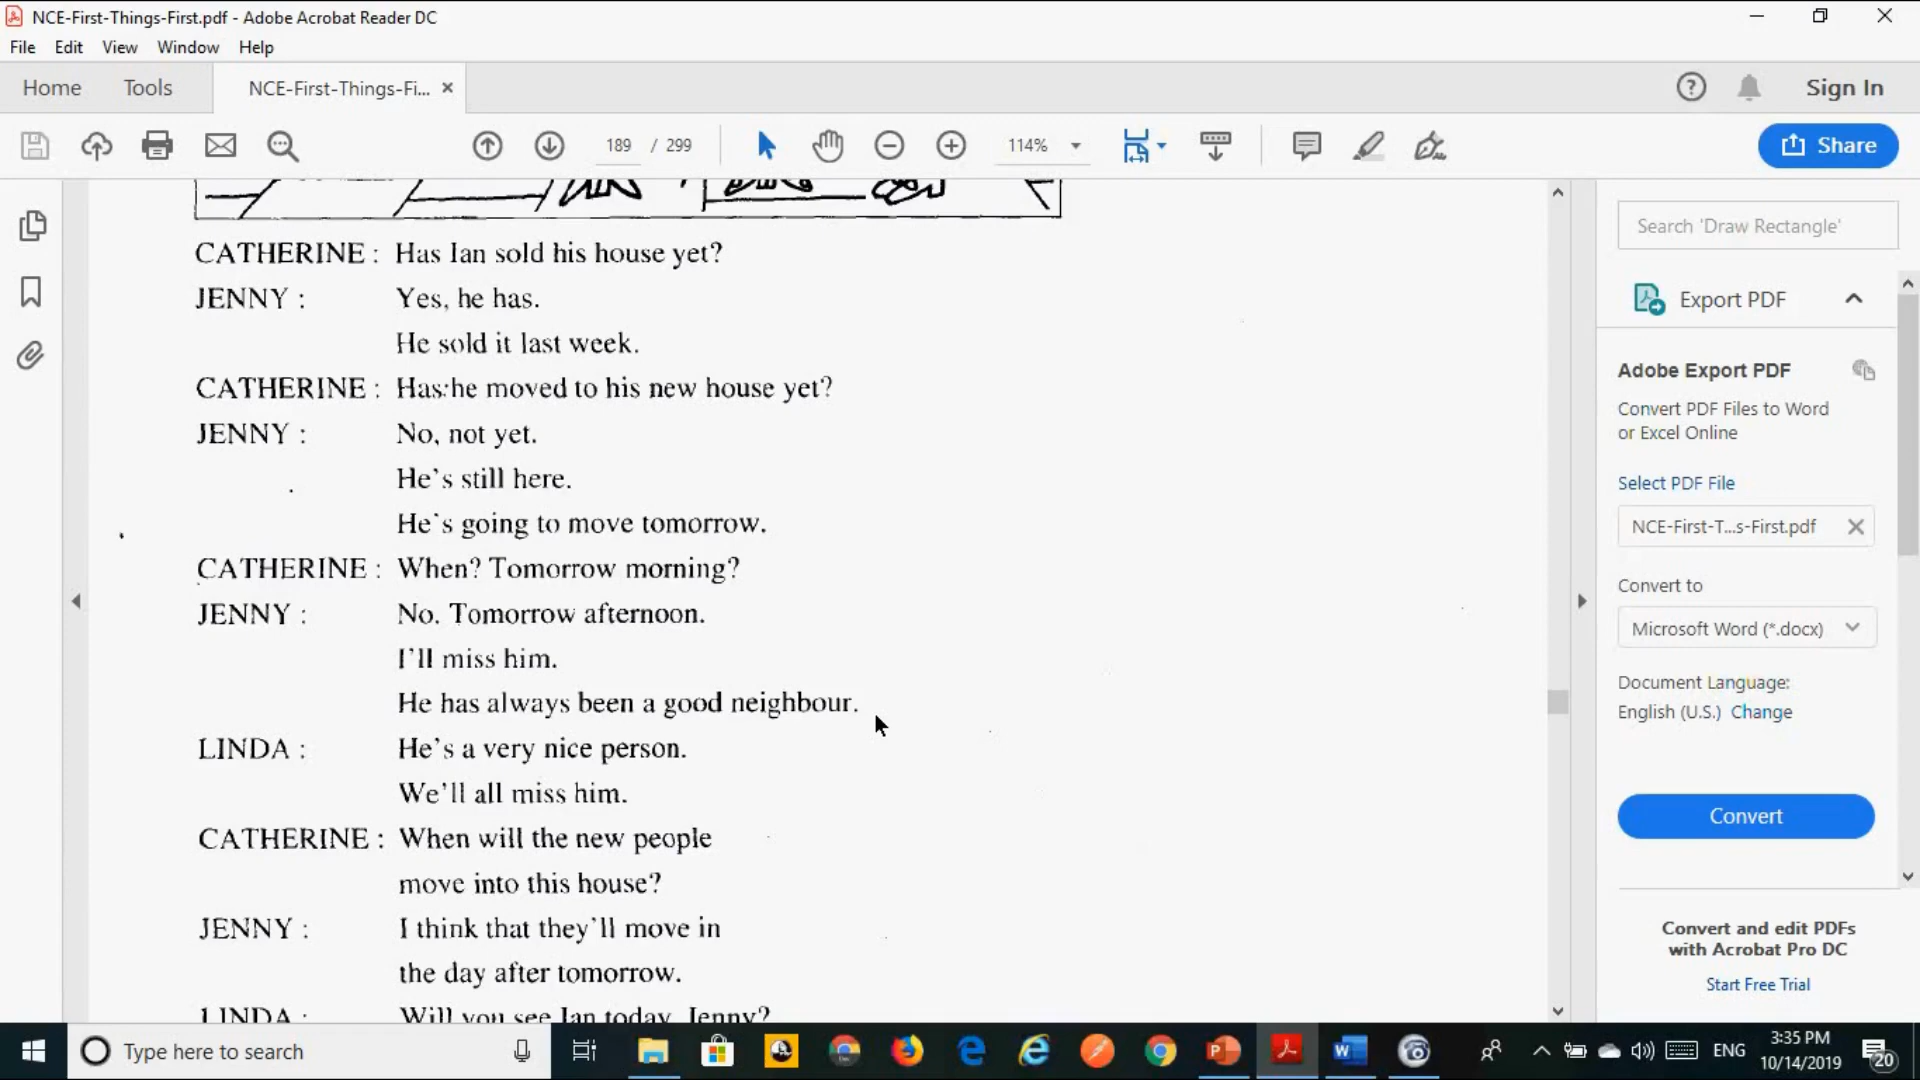 NCE-First-Things-First.pdf - Adobe Acrobat Reader DC
File Edit View Window Help
Home Tools NCE-First-Things-Fi... Sign In
189 / 299 114% Share
CATHERINE : Has Ian sold his house yet?
JENNY : Yes, he has.
He sold it last week.
CATHERINE : Has he moved to his new house yet?
JENNY : No, not yet.
He's still here.
He's going to move tomorrow.
CATHERINE : When? Tomorrow morning?
JENNY : No. Tomorrow afternoon.
I'll miss him.
He has always been a good neighbour.
LINDA : He's a very nice person.
We'll all miss him.
CATHERINE : When will the new people
move into this house?
JENNY : I think that they'll move in
the day after tomorrow.
LINDA : Will you see Ian today, Jenny?
Search 'Draw Rectangle'
Export PDF
Adobe Export PDF
Convert PDF Files to Word
or Excel Online
Select PDF File
NCE-First-T...s-First.pdf
Convert to
Microsoft Word (*.docx)
Document Language:
English (U.S.) Change
Convert
Convert and edit PDFs
with Acrobat Pro DC
Start Free Trial
Type here to search
ENG
3:35 PM
10/14/2019
20